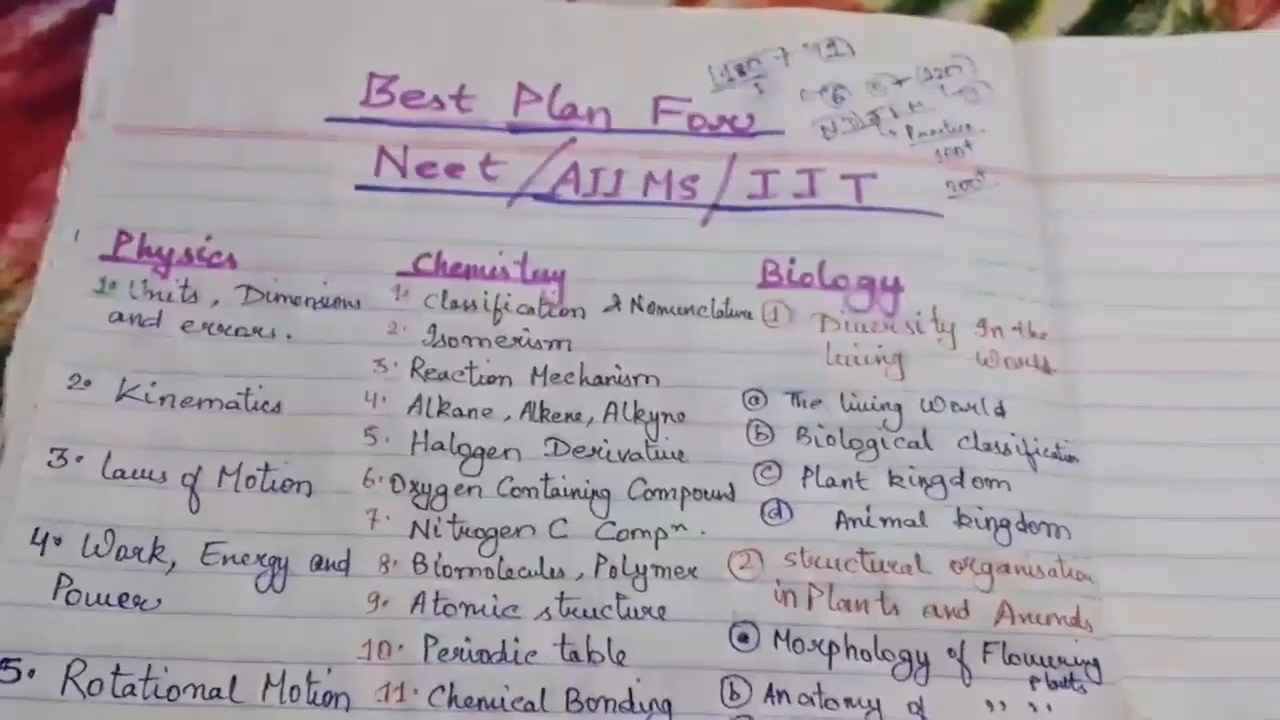 Best Plan For
Neet / AIIMS / IIT
Practice
200+
Physics
1. Units, Dimensions
and errors.
2. Kinematics
3. Laws of Motion
4. Work, Energy and
Power
5. Rotational Motion
Chemistry
1. Classification & Nomenclature
2. Isomerism
3. Reaction Mechanism
4. Alkane, Alkene, Alkyne
5. Halogen Derivative
6. Oxygen Containing Compound
7. Nitrogen C Compⁿ.
8. Biomolecules, Polymer
9. Atomic structure
10. Periodic table
11. Chemical Bonding
Biology
① Diversity In the
living World
ⓐ The living World
ⓑ Biological classification
ⓒ Plant kingdom
ⓓ Animal kingdom
② structural organisation
in Plants and Animals
ⓐ Morphology of Flowering
Plants
ⓑ Anatomy of ,, ,,